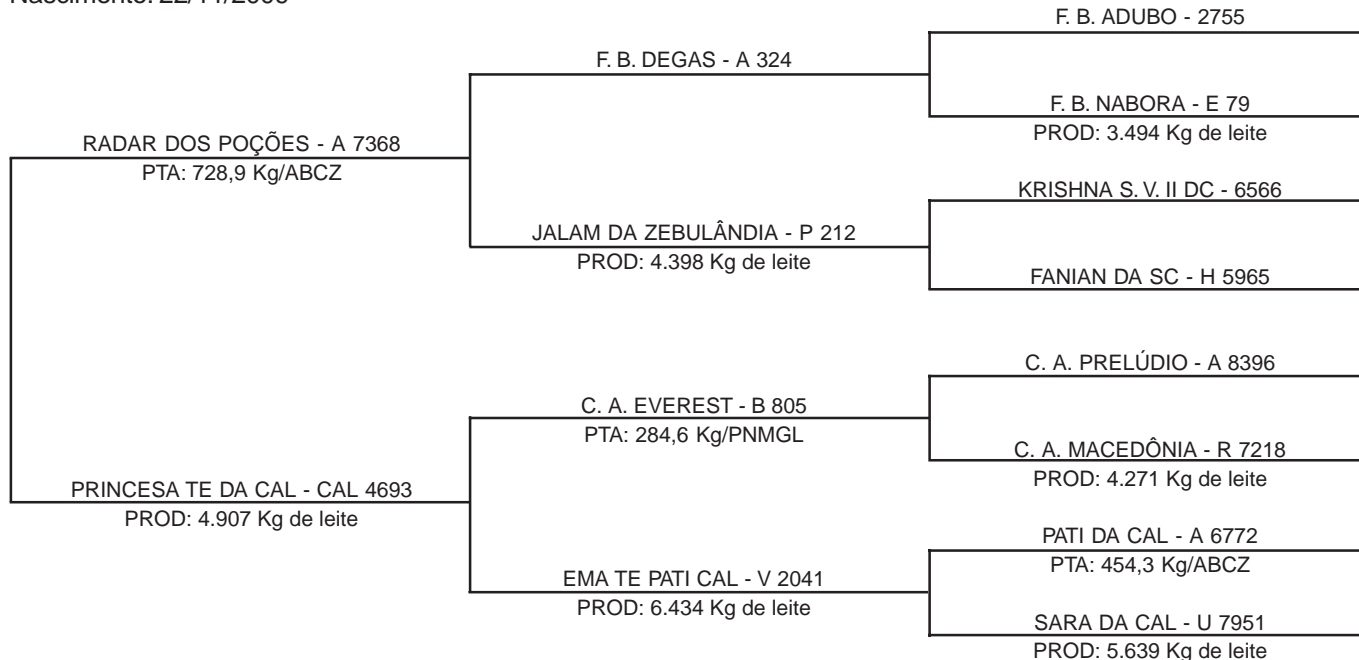 F. B. ADUBO - 2755
F. B. DEGAS - A 324
F. B. NABORA - E 79
PROD: 3.494 Kg de leite
RADAR DOS POÇÕES - A 7368
PTA: 728,9 Kg/ABCZ
KRISHNA S. V. II DC - 6566
JALAM DA ZEBULÂNDIA - P 212
PROD: 4.398 Kg de leite
FANIAN DA SC - H 5965
C. A. PRELÚDIO - A 8396
C. A. EVEREST - B 805
PTA: 284,6 Kg/PNMGL
C. A. MACEDÔNIA - R 7218
PROD: 4.271 Kg de leite
PRINCESA TE DA CAL - CAL 4693
PROD: 4.907 Kg de leite
PATI DA CAL - A 6772
PTA: 454,3 Kg/ABCZ
EMA TE PATI CAL - V 2041
PROD: 6.434 Kg de leite
SARA DA CAL - U 7951
PROD: 5.639 Kg de leite